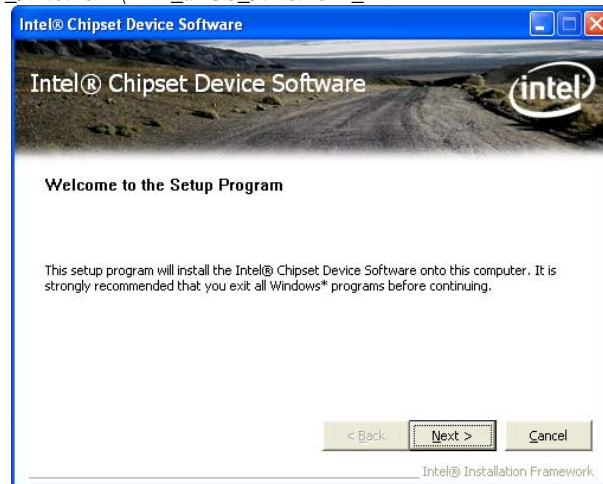 Intel® Chipset Device Software
Intel® Chipset Device Software
intel
Welcome to the Setup Program
This setup program will install the Intel® Chipset Device Software onto this computer. It is
strongly recommended that you exit all Windows* programs before continuing.
< Back
Next >
Cancel
Intel® Installation Framework